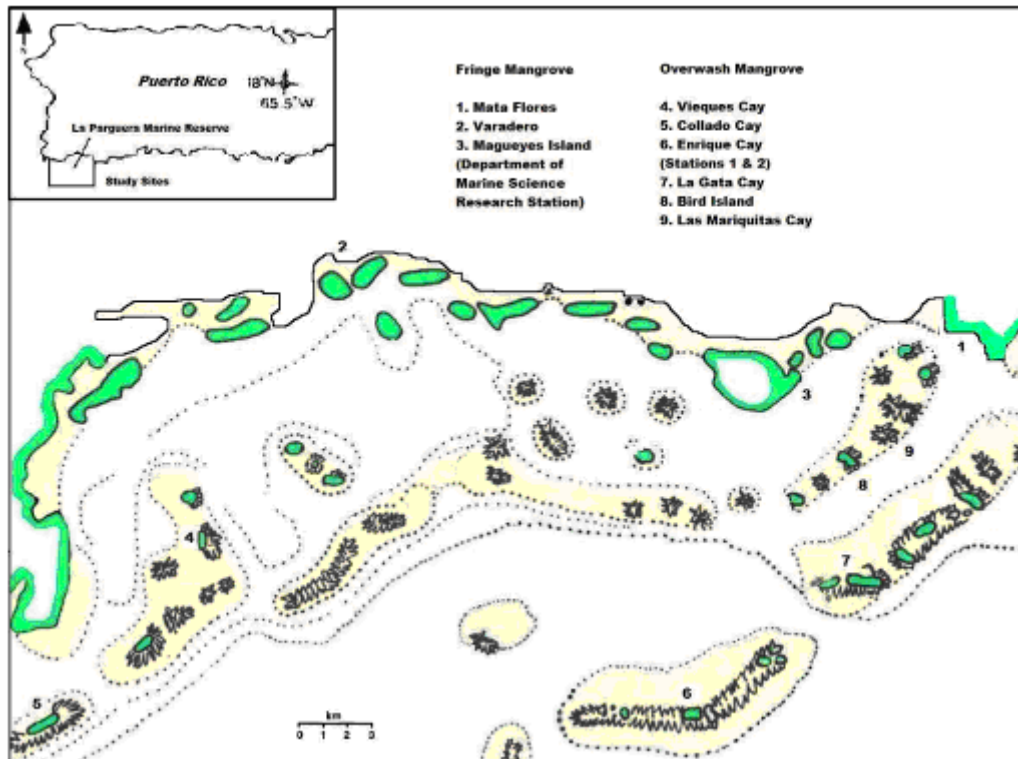 Puerto Rico
18°N
65.5°W
La Parguera Marine Reserve
Study Sites
Fringe Mangrove
1. Mata Flores
2. Varadero
3. Magueyes Island
(Department of
Marine Science
Research Station)
Overwash Mangrove
4. Vieques Cay
5. Collado Cay
6. Enrique Cay
(Stations 1 & 2)
7. La Gata Cay
8. Bird Island
9. Las Mariquitas Cay
2
1
3
9
8
4
7
5
6
km
0 1 2 3